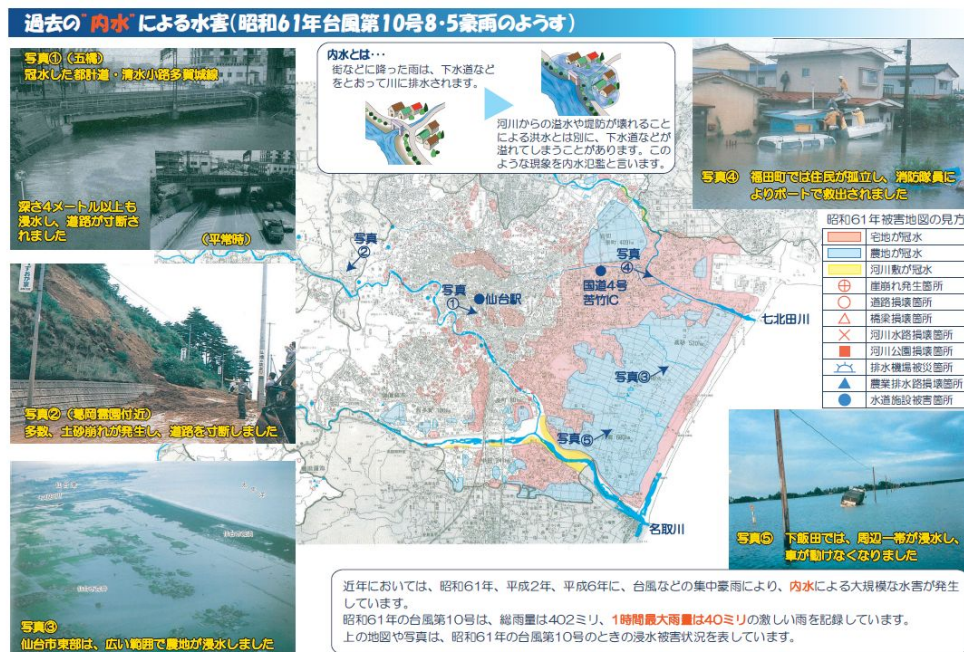 過去の"内水"による水害(昭和61年台風第10号8・5豪雨のようす)
写真①(五橋)
冠水した都計道・清水小路多賀城線
深さ4メートル以上も
浸水し、道路が寸断さ
れました
(平常時)
内水とは…
街などに降った雨は、下水道など
をとおって川に排水されます。
河川からの溢水や堤防が壊れること
による洪水とは別に、下水道などが
溢れてしまうことがあります。この
ような現象を内水氾濫と言います。
写真④ 福田町では住民が孤立し、消防隊員に
よりボートで救出されました
昭和61年被害地図の見方
宅地が冠水
農地が冠水
河川敷が冠水
崖崩れ発生箇所
道路損壊箇所
橋梁損壊箇所
河川水路損壊箇所
河川公園損壊箇所
排水機場被災箇所
農業排水路損壊箇所
水道施設被害箇所
写真
②
写真
①
仙台駅
国道4号
苦竹IC
写真
④
七北田川
写真③
写真⑤
名取川
写真②(葛岡霊園付近)
多数、土砂崩れが発生し、道路を寸断しました
写真③
仙台市東部は、広い範囲で農地が浸水しました
写真⑤ 下飯田では、周辺一帯が浸水し、
車が動けなくなりました
近年においては、昭和61年、平成2年、平成6年に、台風などの集中豪雨により、内水による大規模な水害が発生
しています。
昭和61年の台風第10号は、総雨量は402ミリ、1時間最大雨量は40ミリの激しい雨を記録しています。
上の地図や写真は、昭和61年の台風第10号のときの浸水被害状況を表しています。